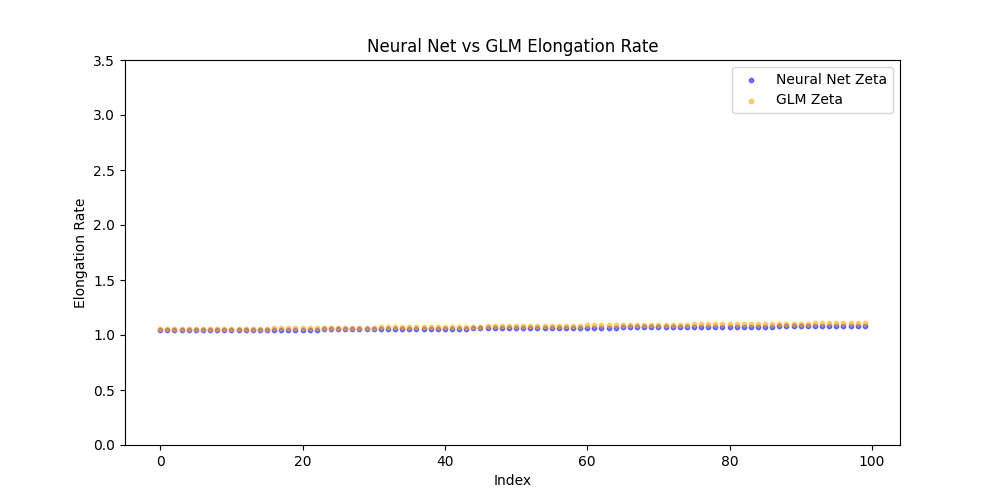 Neural Net vs GLM Elongation Rate
3.5
3.0
2.5
2.0
1.5
1.0
0.5
0.0
Elongation Rate
Neural Net Zeta
GLM Zeta
0 20 40 60 80 100
Index